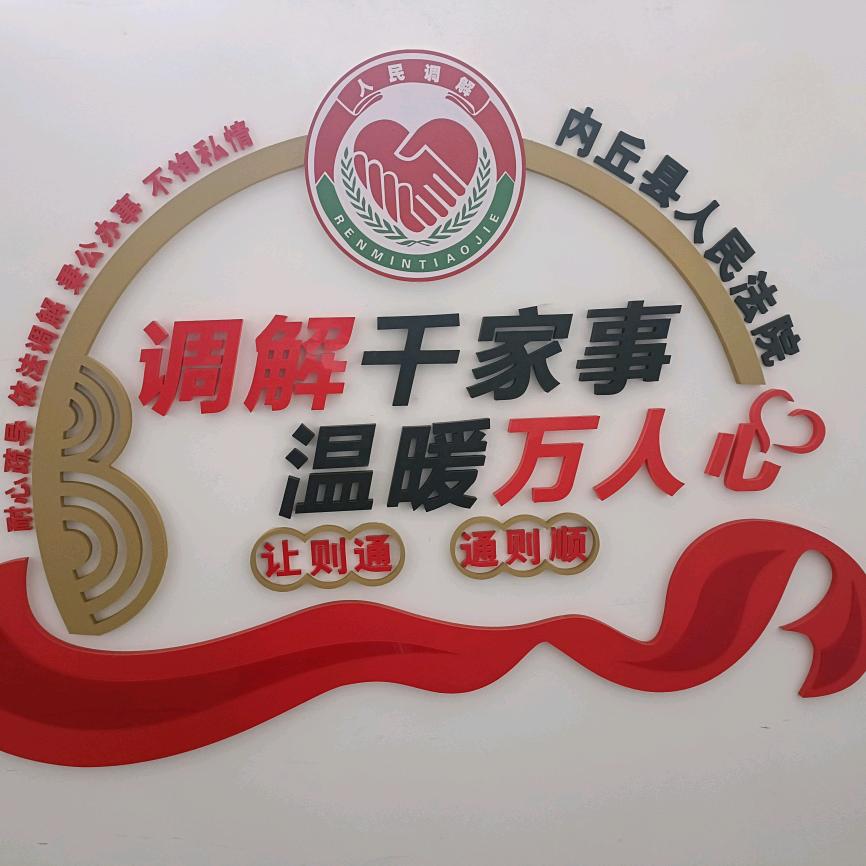 人民调解
RENMINTIAOJIE
耐心疏导 依法调解 秉公办事 不徇私情
内丘县人民法院
调解千家事
温暖万人心
让则通 通则顺